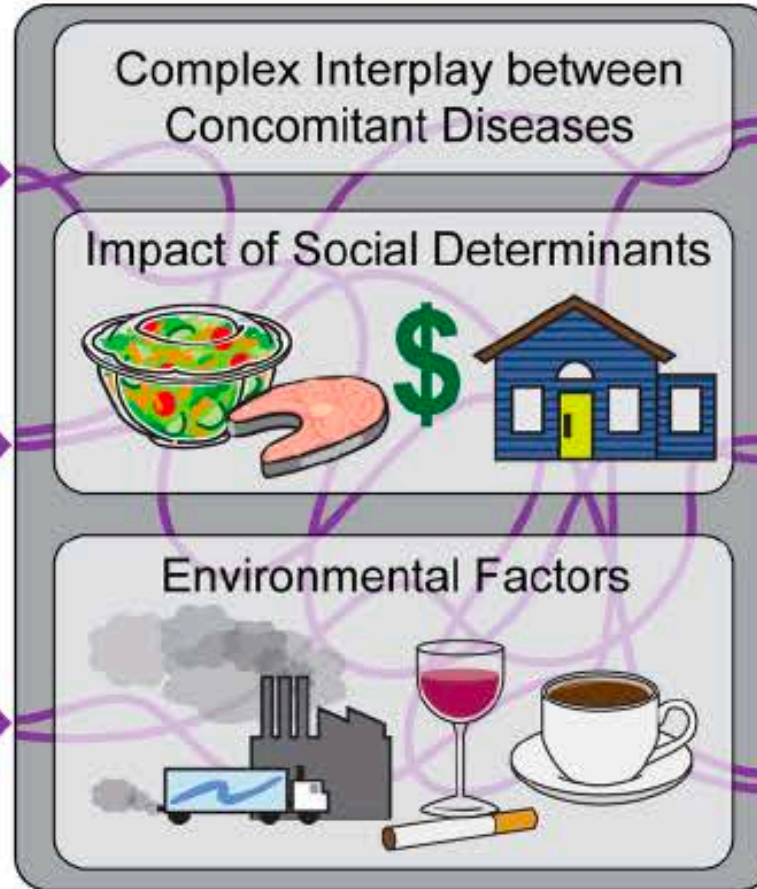 Complex Interplay between
Concomitant Diseases
Impact of Social Determinants
$
Environmental Factors